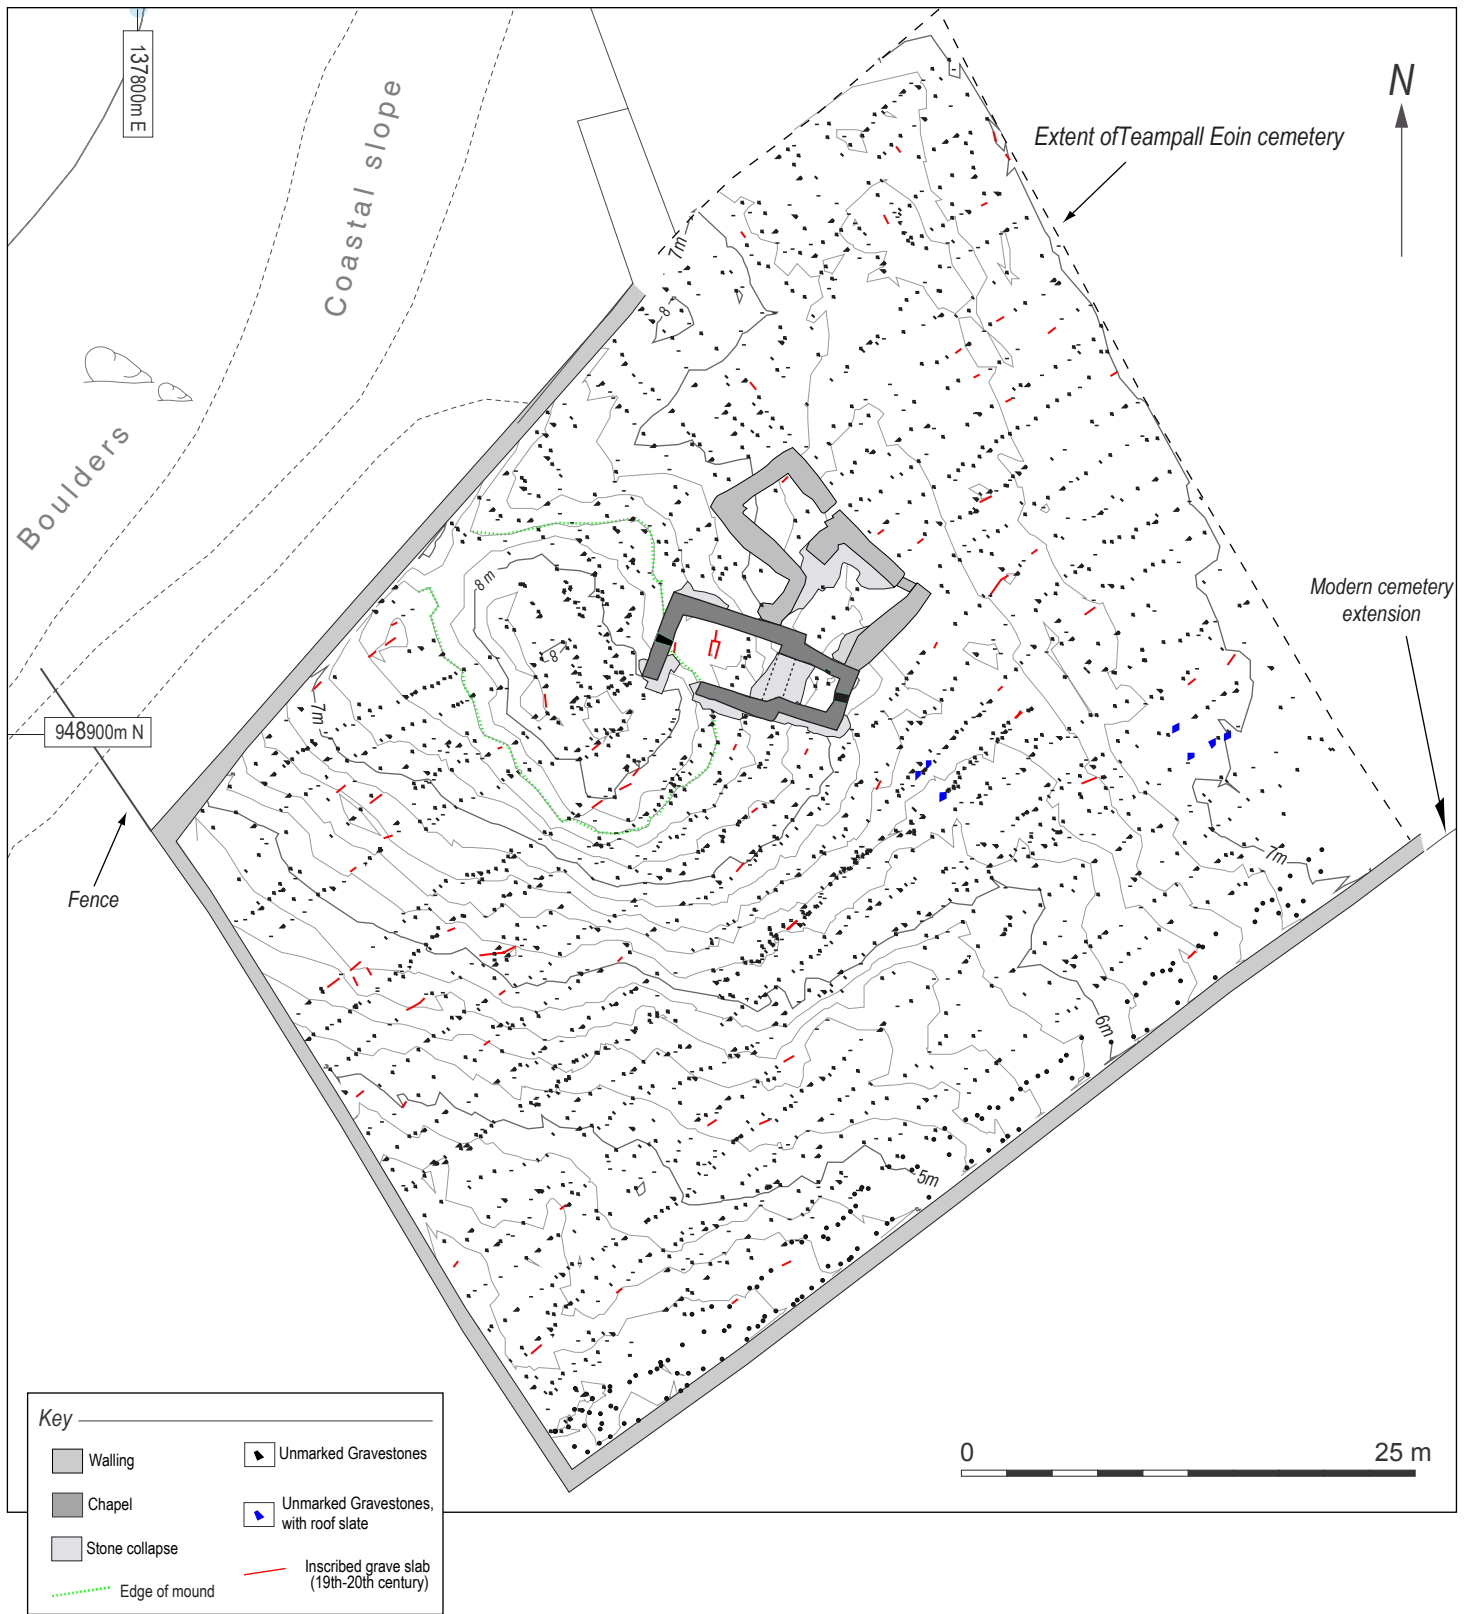 137800m E
Coastal slope
N
Extent ofTeampall Eoin cemetery
7m
8
Boulders
8 m
Modern cemetery
extension
8
7m
948900m N
Fence
7m
6m
5m
Key
Walling
Chapel
Stone collapse
Edge of mound
Unmarked Gravestones
Unmarked Gravestones,
with roof slate
Inscribed grave slab
(19th-20th century)
0
25 m